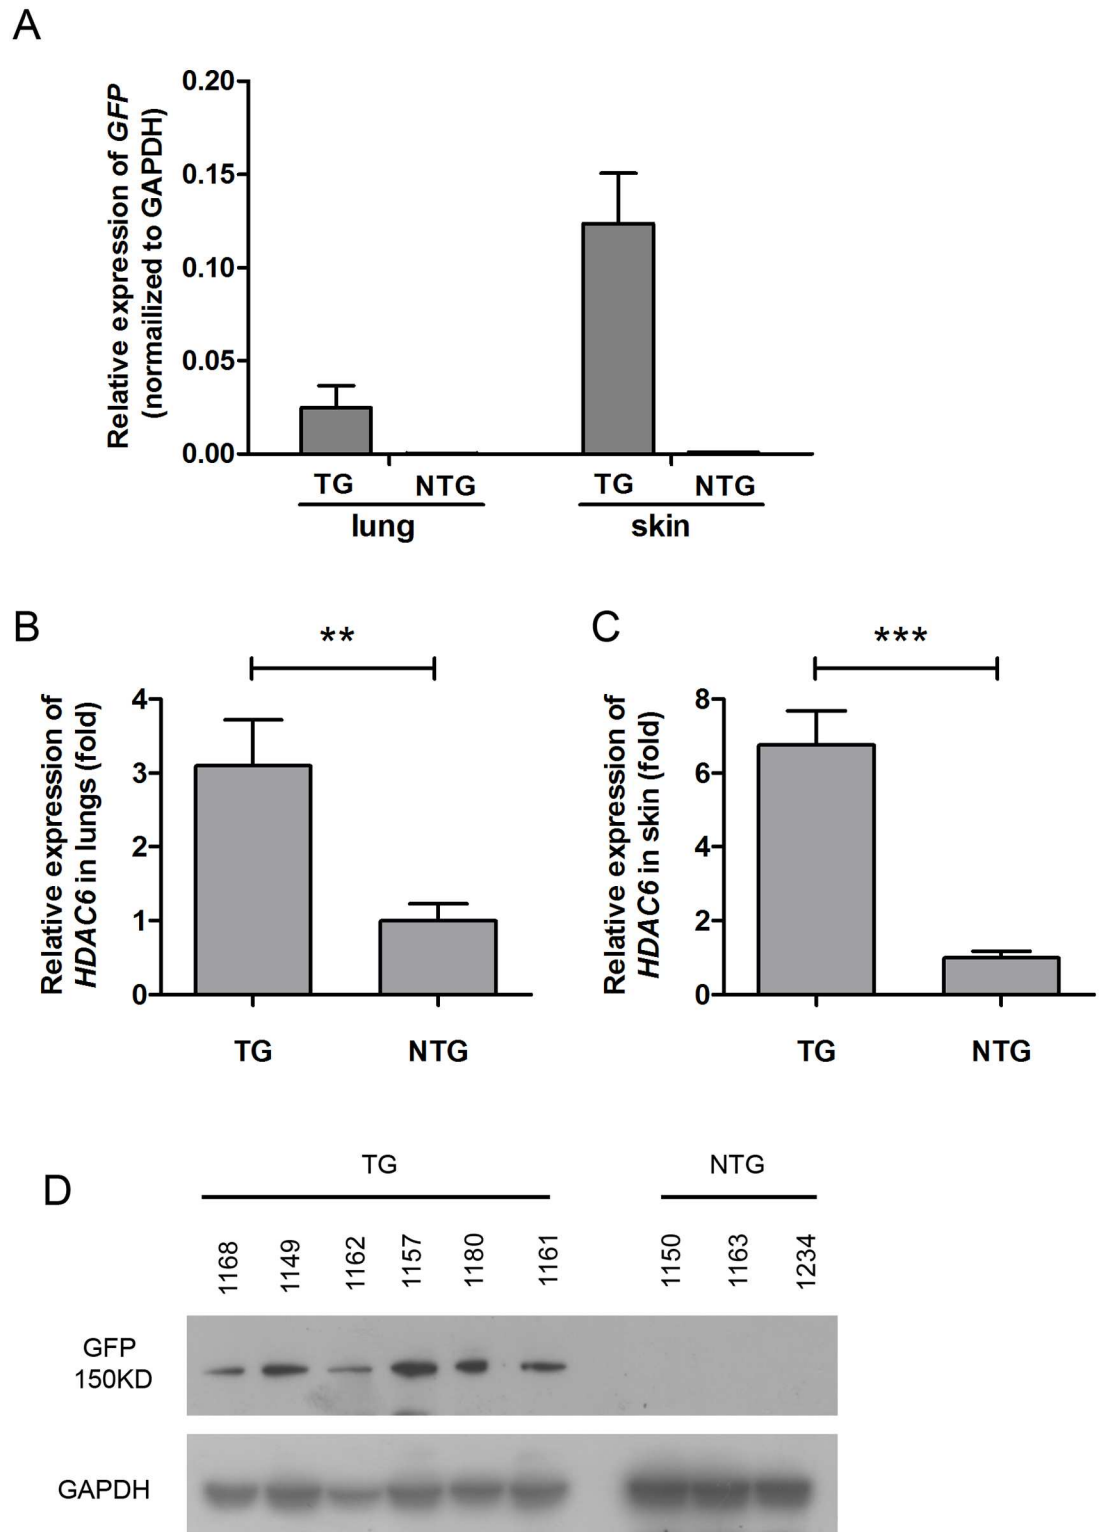 A
Relative expression of GFP
(normailized to GAPDH)
0.20
0.15
0.10
0.05
0.00
TG NTG TG NTG
lung skin
B
**
Relative expression of
HDAC6 in lungs (fold)
4
3
2
1
0
TG NTG
C
***
Relative expression of
HDAC6 in skin (fold)
8
6
4
2
0
TG NTG
D
TG NTG
1168 1149 1162 1157 1180 1161 1150 1163 1234
GFP
150KD
GAPDH